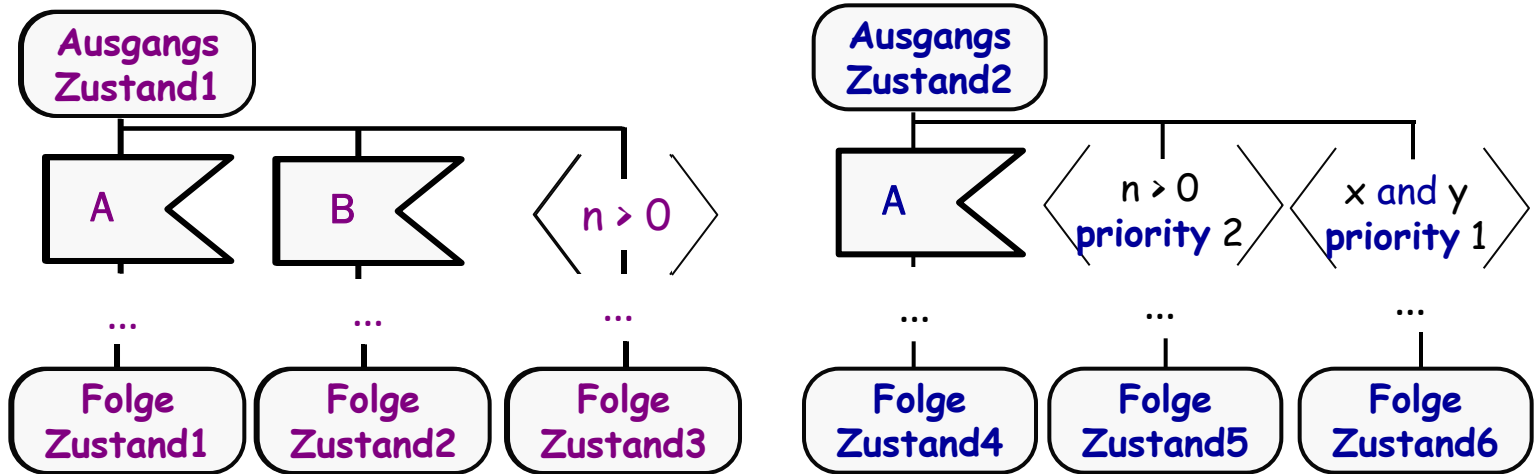 Ausgangs
Zustand1
A
B
n > 0
...
...
...
Folge
Zustand1
Folge
Zustand2
Folge
Zustand3
Ausgangs
Zustand2
A
n > 0
priority 2
x and y
priority 1
...
...
...
Folge
Zustand4
Folge
Zustand5
Folge
Zustand6